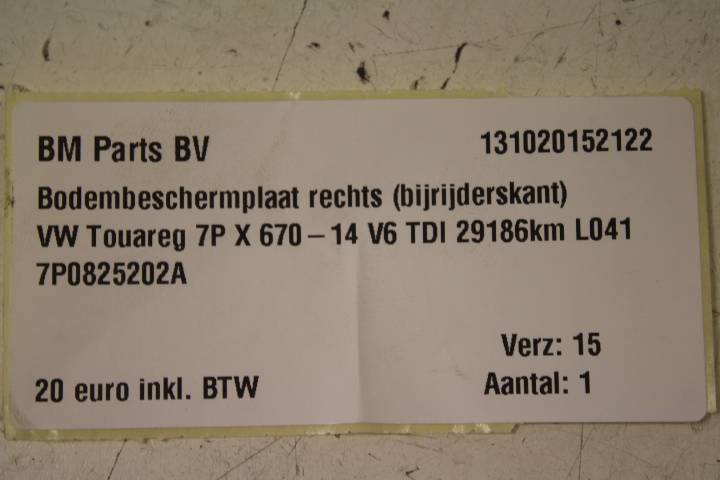 BM Parts BV 131020152122
Bodembeschermplaat rechts (bijrijderskant)
VW Touareg 7P X 670-14 V6 TDI 29186km L041
7P0825202A
Verz: 15
20 euro inkl. BTW Aantal: 1